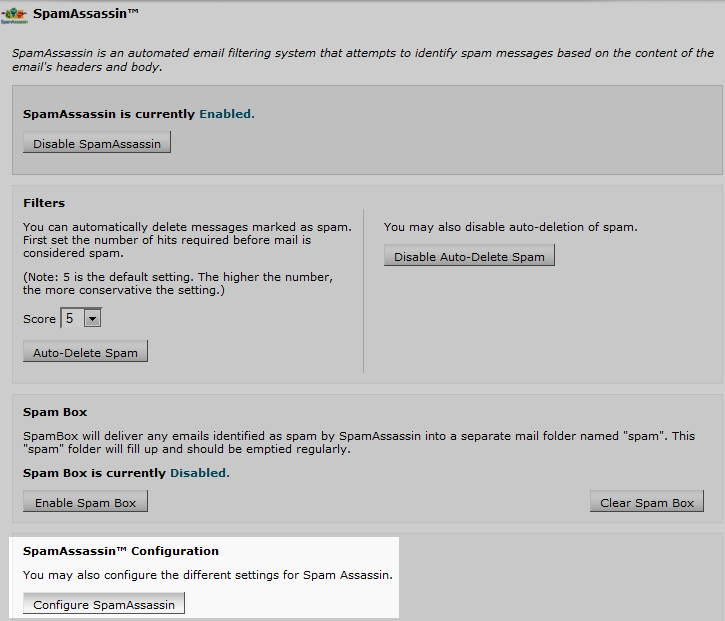 SpamAssassin™
SpamAssassin is an automated email filtering system that attempts to identify spam messages based on the content of the
email's headers and body.
SpamAssassin is currently Enabled.
Disable SpamAssassin
Filters
You can automatically delete messages marked as spam.
First set the number of hits required before mail is
considered spam.
(Note: 5 is the default setting. The higher the number,
the more conservative the setting.)
Score 5
Auto-Delete Spam
You may also disable auto-deletion of spam.
Disable Auto-Delete Spam
Spam Box
SpamBox will deliver any emails identified as spam by SpamAssassin into a separate mail folder named "spam". This
"spam" folder will fill up and should be emptied regularly.
Spam Box is currently Disabled.
Enable Spam Box
Clear Spam Box
SpamAssassin™ Configuration
You may also configure the different settings for Spam Assassin.
Configure SpamAssassin